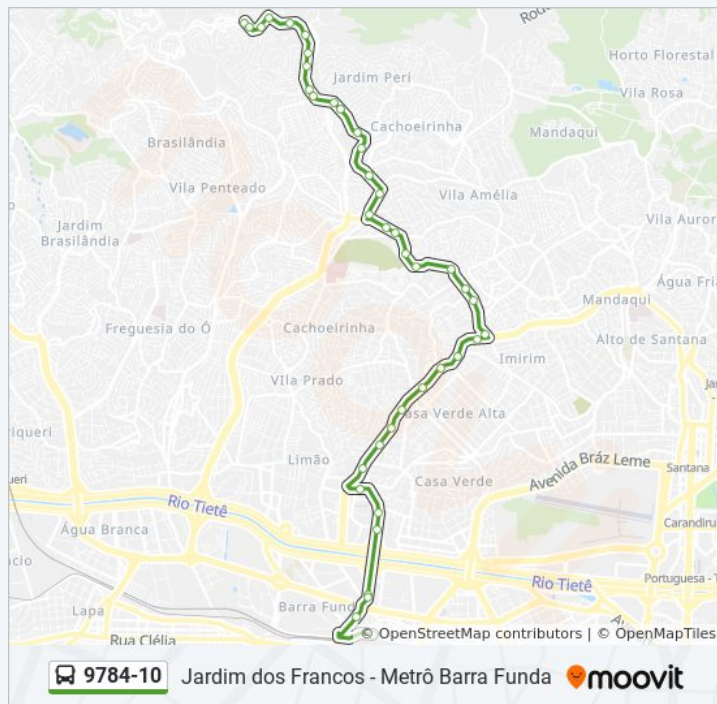 Rod
Horto Florestal
Jardim Peri
Vila Rosa
Cachoeirinha
Mandaqui
Brasilândia
Vila Penteado
Vila Amélia
Jardim
Brasilândia
Vila Auror
Água Fria
Mandaqui
Freguesia do Ó
Cachoeirinha
Alto de Santana
Imirim
VIla Prado
Casa Verde Alta
Piqueri
Limão
Avenida Bráz Leme
Santana
Casa Verde
Rio Tietê
Carandiru
Água Branca
Rio Tietê
Portuguesa - T
Lapa
Barra Funda
Rua Clélia
© OpenStreetMap contributors | © OpenMapTiles
9784-10
Jardim dos Francos - Metrô Barra Funda
moovit